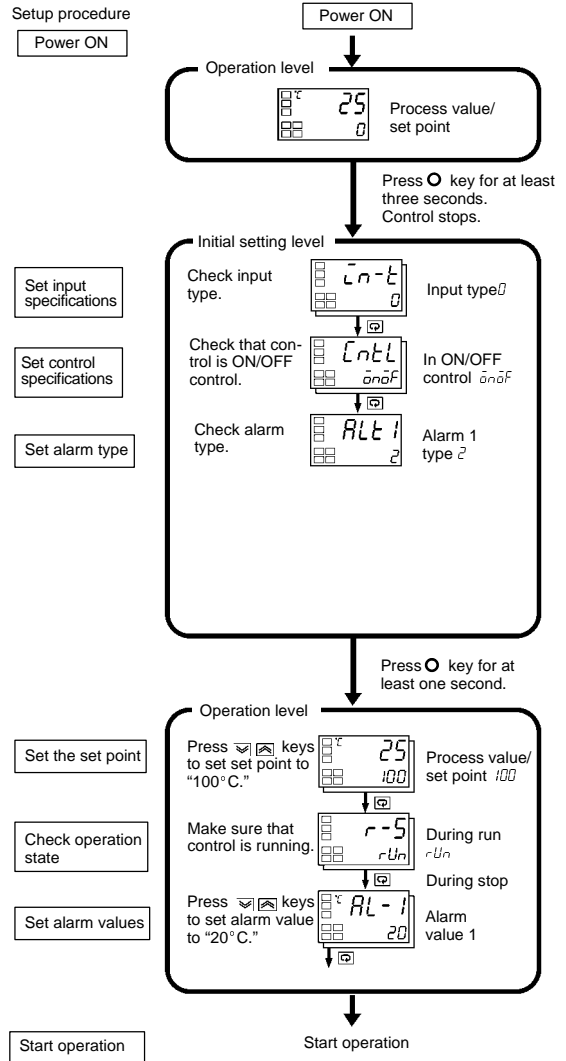 Setup procedure
Power ON
Power ON
Operation level
℃ 25
0
Process value/
set point
Press O key for at least
three seconds.
Control stops.
Initial setting level
Set input
specifications
Check input
type.
in-t
0
Input type 0
Set control
specifications
Check that con-
trol is ON/OFF
control.
CntL
onoF
In ON/OFF
control onoF
Set alarm type
Check alarm
type.
ALt1
2
Alarm 1
type 2
Press O key for at
least one second.
Operation level
Set the set point
Press keys
to set set point to
“100°C.”
℃ 25
100
Process value/
set point 100
Check operation
state
Make sure that
control is running.
r-S
rUn
During run
rUn
During stop
Set alarm values
Press keys
to set alarm value
to “20°C.”
℃ AL-1
20
Alarm
value 1
Start operation
Start operation